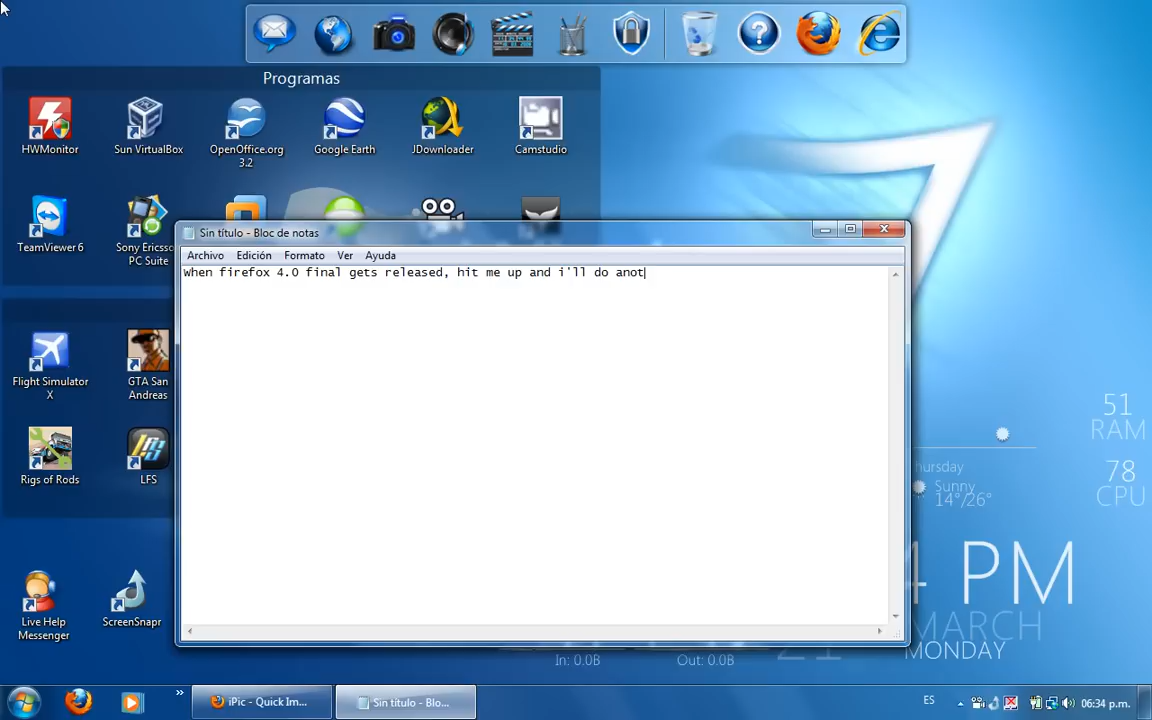 Programas
HWMonitor
Sun VirtualBox
OpenOffice.org
3.2
Google Earth
JDownloader
Camstudio
TeamViewer 6
Sony Ericsso
PC Suite
Sin título - Bloc de notas
Archivo Edición Formato Ver Ayuda
When firefox 4.0 final gets released, hit me up and i'll do anot
Flight Simulator
X
GTA San
Andreas
Rigs of Rods
LFS
51
RAM
78
CPU
hursday
Sunny
14°/26°
4 PM
MARCH
MONDAY
Live Help
Messenger
ScreenSnapr
In: 0.0B
Out: 0.0B
iPic - Quick Im...
Sin título - Blo...
ES
06:34 p.m.